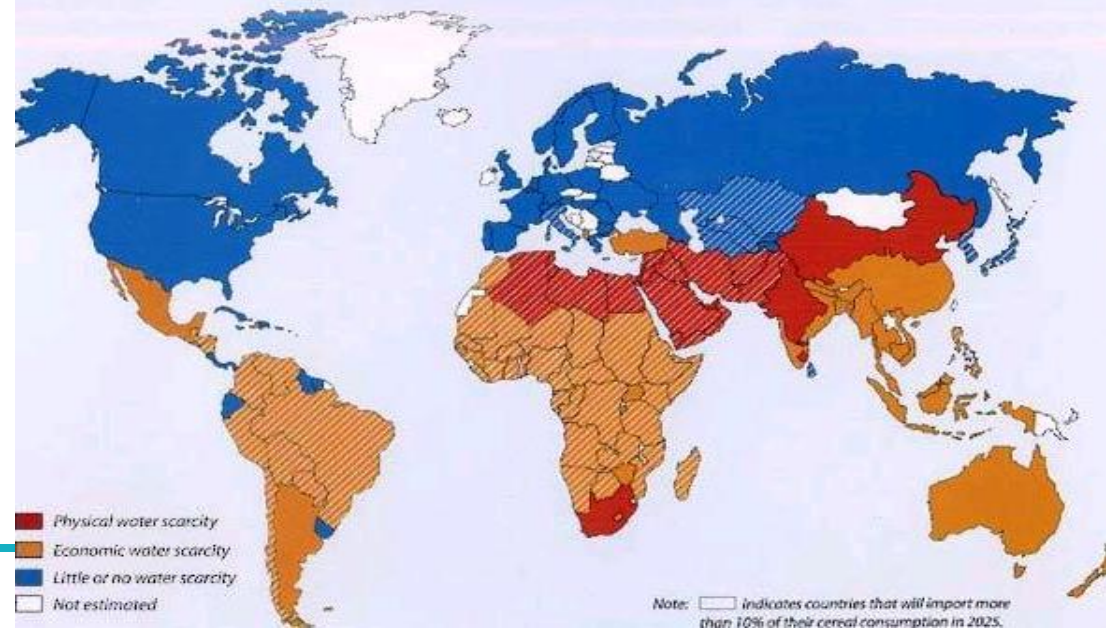 Physical water scarcity
Economic water scarcity
Little or no water scarcity
Not estimated
Note: indicates countries that will import more
than 10% of their cereal consumption in 2025.